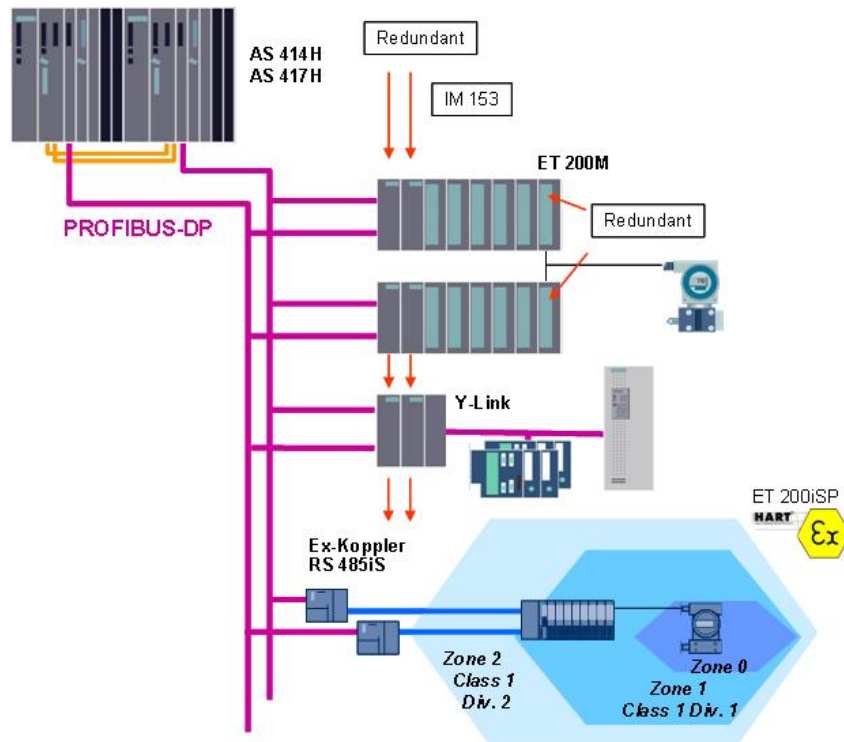 Redundant
AS 414H
AS 417H
IM 153
ET 200M
Redundant
PROFIBUS-DP
Y-Link
ET 200iSP
HART
Ex
Ex-Koppler
RS 485iS
Zone 2
Class 1
Div. 2
Zone 0
Zone 1
Class 1 Div. 1